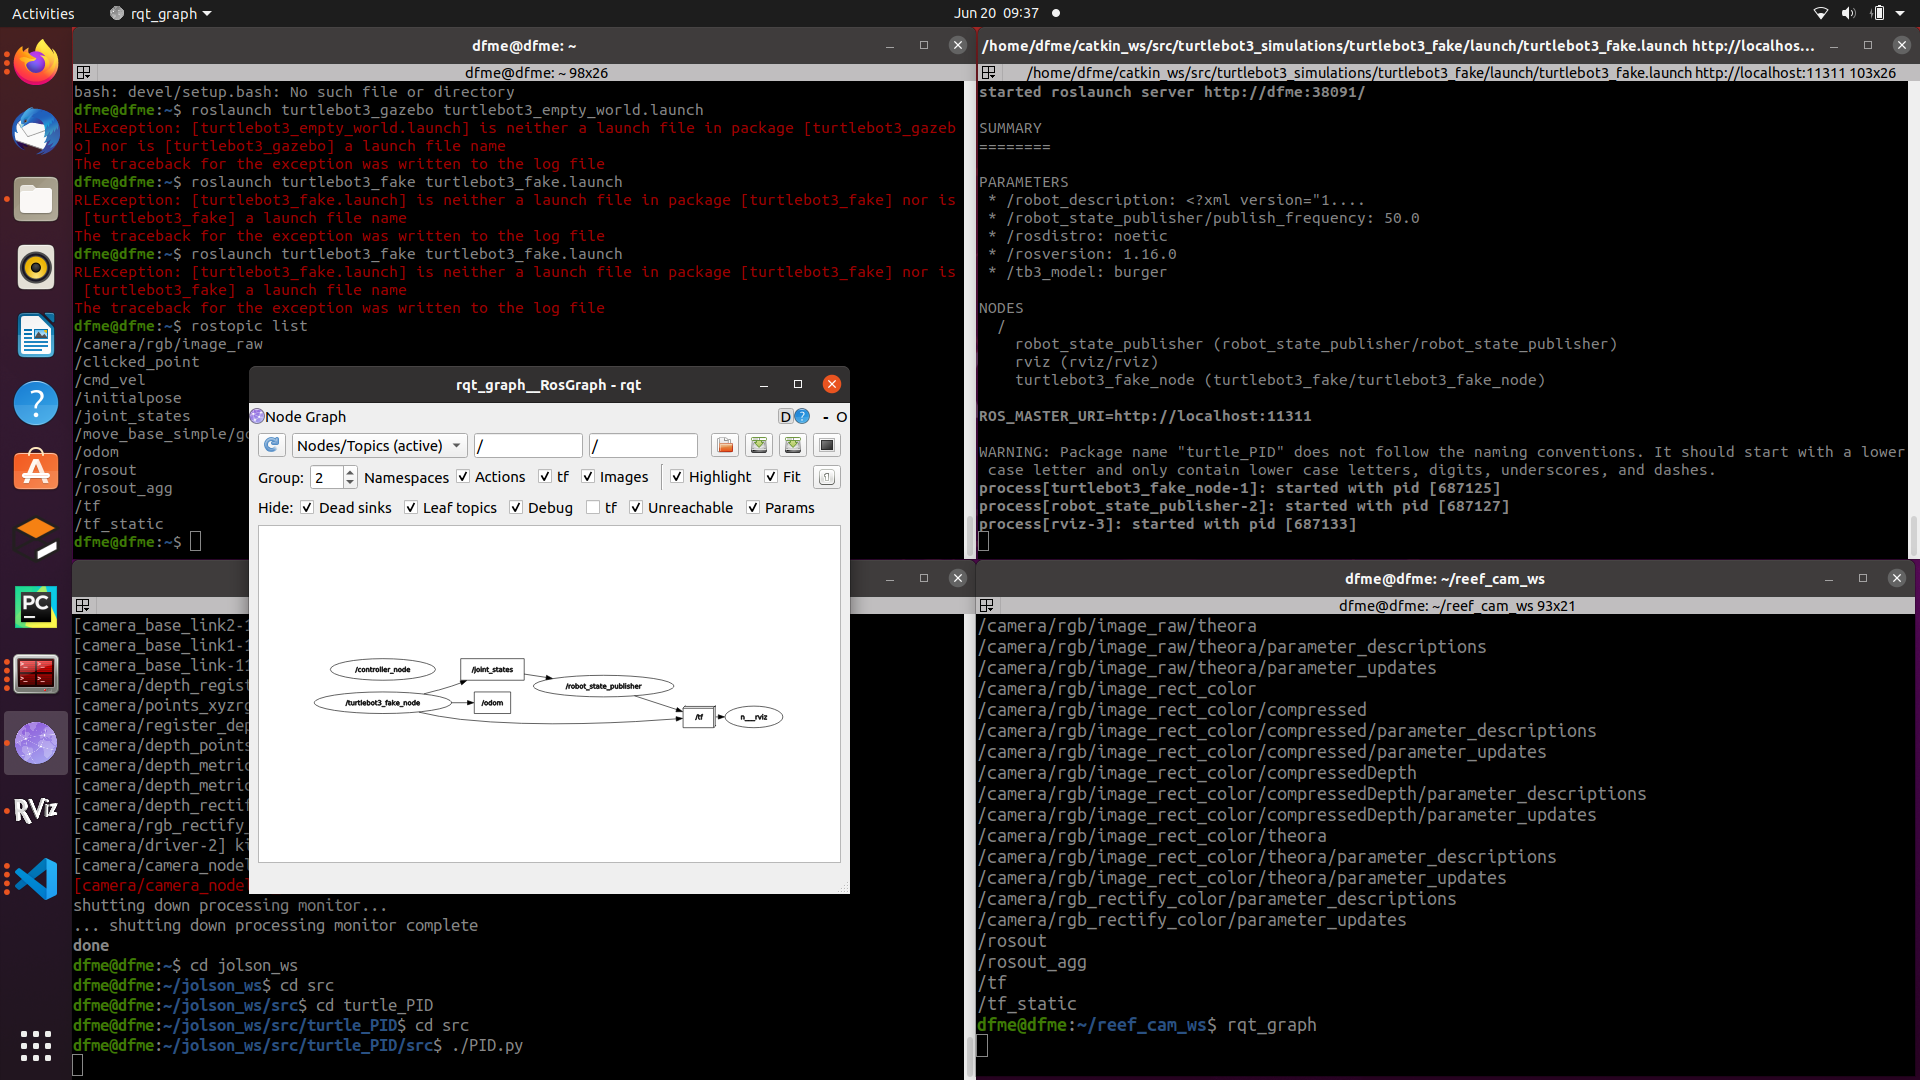 Activities
rqt_graph
Jun 20 09:37
dfme@dfme: ~
dfme@dfme: ~ 98x26
bash: devel/setup.bash: No such file or directory
dfme@dfme:~$ roslaunch turtlebot3_gazebo turtlebot3_empty_world.launch
RLException: [turtlebot3_empty_world.launch] is neither a launch file in package [turtlebot3_gazeb
o] nor is [turtlebot3_gazebo] a launch file name
The traceback for the exception was written to the log file
dfme@dfme:~$ roslaunch turtlebot3_fake turtlebot3_fake.launch
RLException: [turtlebot3_fake.launch] is neither a launch file in package [turtlebot3_fake] nor is
[turtlebot3_fake] a launch file name
The traceback for the exception was written to the log file
dfme@dfme:~$ roslaunch turtlebot3_fake turtlebot3_fake.launch
RLException: [turtlebot3_fake.launch] is neither a launch file in package [turtlebot3_fake] nor is
[turtlebot3_fake] a launch file name
The traceback for the exception was written to the log file
dfme@dfme:~$ rostopic list
/camera/rgb/image_raw
/clicked_point
/cmd_vel
/initialpose
/joint_states
/move_base_simple/go
/odom
/rosout
/rosout_agg
/tf
/tf_static
dfme@dfme:~$
/home/dfme/catkin_ws/src/turtlebot3_simulations/turtlebot3_fake/launch/turtlebot3_fake.launch http://localhos...
/home/dfme/catkin_ws/src/turtlebot3_simulations/turtlebot3_fake/launch/turtlebot3_fake.launch http://localhost:11311 103x26
started roslaunch server http://dfme:38091/
SUMMARY
========
PARAMETERS
* /robot_description: <?xml version="1....
* /robot_state_publisher/publish_frequency: 50.0
* /rosdistro: noetic
* /rosversion: 1.16.0
* /tb3_model: burger
NODES
/
robot_state_publisher (robot_state_publisher/robot_state_publisher)
rviz (rviz/rviz)
turtlebot3_fake_node (turtlebot3_fake/turtlebot3_fake_node)
ROS_MASTER_URI=http://localhost:11311
WARNING: Package name "turtle_PID" does not follow the naming conventions. It should start with a lower
case letter and only contain lower case letters, digits, underscores, and dashes.
process[turtlebot3_fake_node-1]: started with pid [687125]
process[robot_state_publisher-2]: started with pid [687127]
process[rviz-3]: started with pid [687133]
rqt_graph__RosGraph - rqt
Node Graph
D
?
- O
Nodes/Topics (active)
/
/
Group: 2 Namespaces Actions tf Images Highlight Fit
Hide: Dead sinks Leaf topics Debug tf Unreachable Params
/controller_node
/joint_states
/robot_state_publisher
/turtlebot3_fake_node
/odom
/tf
n___rviz
[camera_base_link2-1
[camera_base_link1-1
[camera_base_link-11
[camera/depth_regist
[camera/points_xyzrg
[camera/register_dep
[camera/depth_points
[camera/depth_metric
[camera/depth_metric
[camera/depth_rectif
[camera/rgb_rectify_
[camera/driver-2] ki
[camera/camera_nodel
[camera/camera_nodel
shutting down processing monitor...
... shutting down processing monitor complete
done
dfme@dfme:~$ cd jolson_ws
dfme@dfme:~/jolson_ws$ cd src
dfme@dfme:~/jolson_ws/src$ cd turtle_PID
dfme@dfme:~/jolson_ws/src/turtle_PID$ cd src
dfme@dfme:~/jolson_ws/src/turtle_PID/src$ ./PID.py
dfme@dfme: ~/reef_cam_ws
dfme@dfme: ~/reef_cam_ws 93x21
/camera/rgb/image_raw/theora
/camera/rgb/image_raw/theora/parameter_descriptions
/camera/rgb/image_raw/theora/parameter_updates
/camera/rgb/image_rect_color
/camera/rgb/image_rect_color/compressed
/camera/rgb/image_rect_color/compressed/parameter_descriptions
/camera/rgb/image_rect_color/compressed/parameter_updates
/camera/rgb/image_rect_color/compressedDepth
/camera/rgb/image_rect_color/compressedDepth/parameter_descriptions
/camera/rgb/image_rect_color/compressedDepth/parameter_updates
/camera/rgb/image_rect_color/theora
/camera/rgb/image_rect_color/theora/parameter_descriptions
/camera/rgb/image_rect_color/theora/parameter_updates
/camera/rgb_rectify_color/parameter_descriptions
/camera/rgb_rectify_color/parameter_updates
/rosout
/rosout_agg
/tf
/tf_static
dfme@dfme:~/reef_cam_ws$ rqt_graph
?
PC
RViz